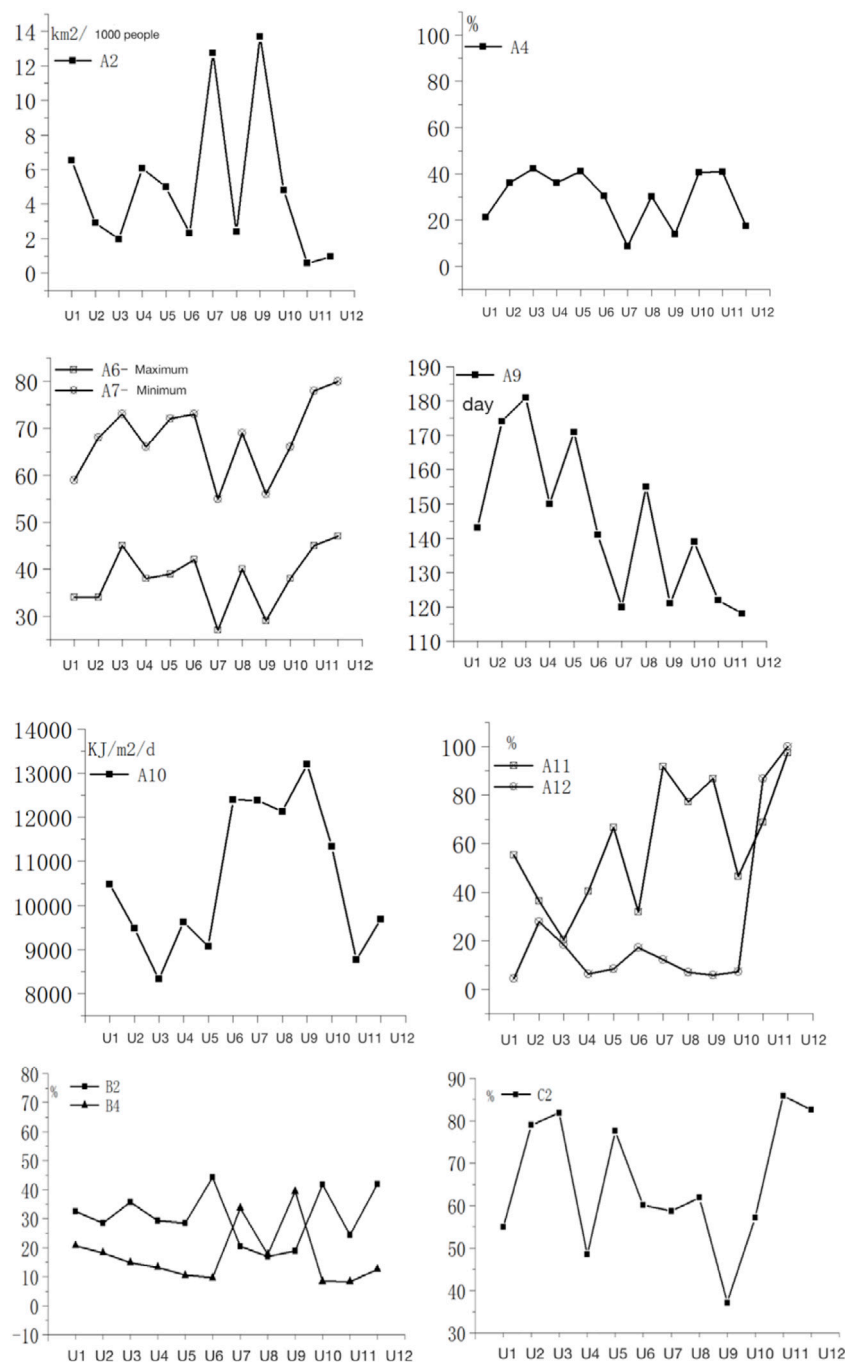 km2/ 1000 people
A2
14
12
10
8
6
4
2
0
U1 U2 U3 U4 U5 U6 U7 U8 U9 U10 U11 U12
%
A4
100
80
60
40
20
0
U1 U2 U3 U4 U5 U6 U7 U8 U9 U10 U11 U12
A6- Maximum
A7- Minimum
80
70
60
50
40
30
U1 U2 U3 U4 U5 U6 U7 U8 U9 U10 U11 U12
A9
day
190
180
170
160
150
140
130
120
110
U1 U2 U3 U4 U5 U6 U7 U8 U9 U10 U11 U12
KJ/m2/d
A10
14000
13000
12000
11000
10000
9000
8000
U1 U2 U3 U4 U5 U6 U7 U8 U9 U10 U11 U12
%
A11
A12
100
80
60
40
20
0
U1 U2 U3 U4 U5 U6 U7 U8 U9 U10 U11 U12
%
B2
B4
80
70
60
50
40
30
20
10
0
-10
U1 U2 U3 U4 U5 U6 U7 U8 U9 U10 U11 U12
% C2
90
80
70
60
50
40
30
U1 U2 U3 U4 U5 U6 U7 U8 U9 U10 U11 U12